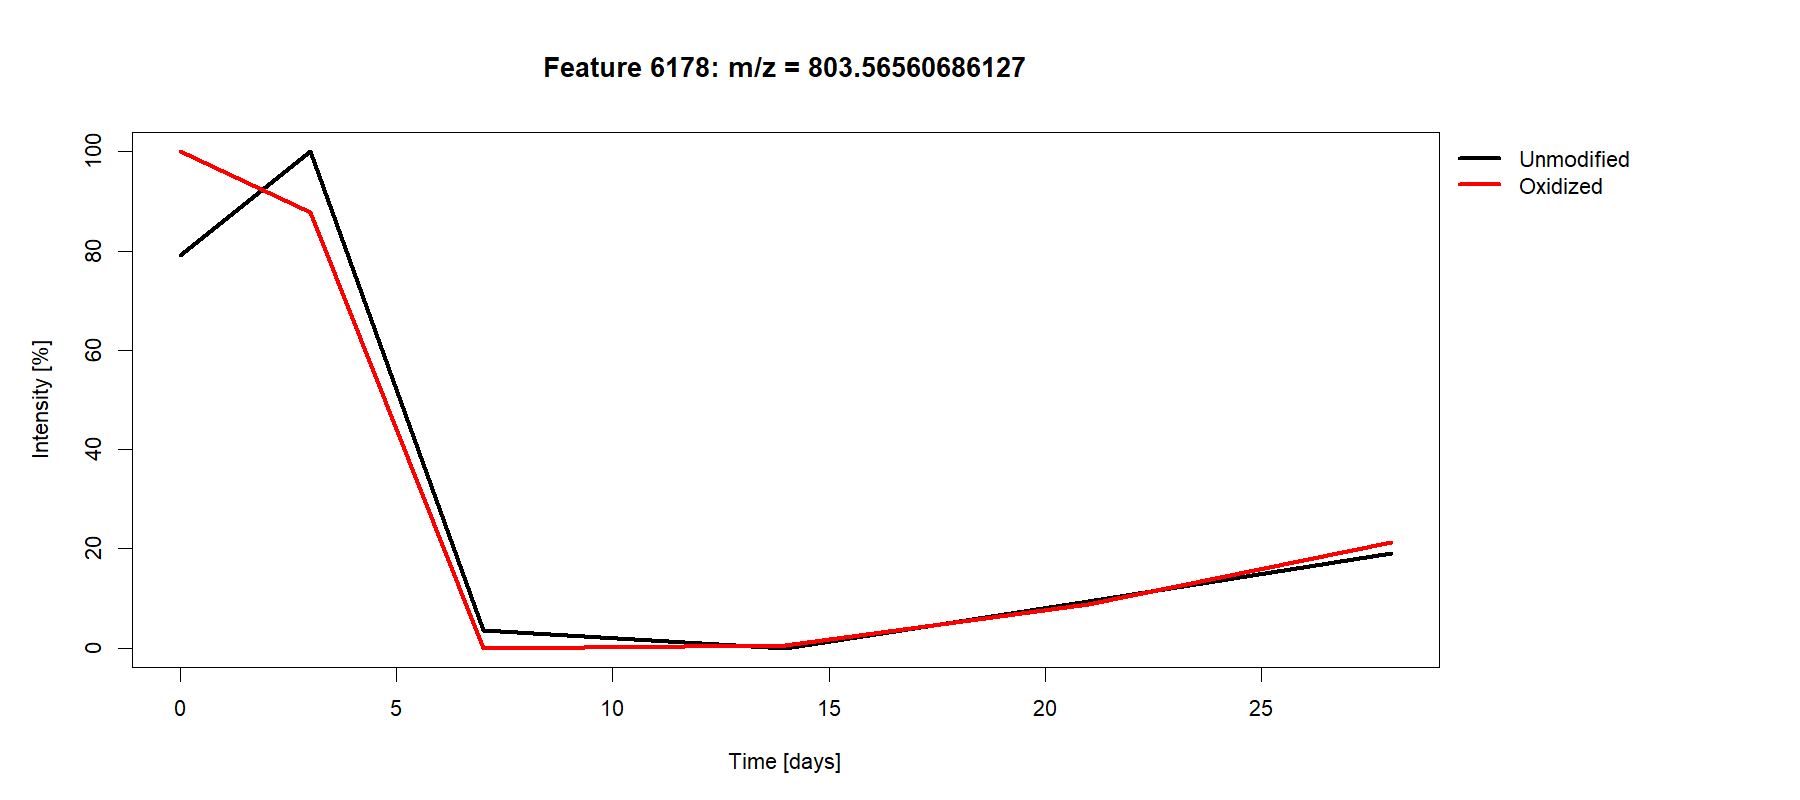 Feature 6178: m/z = 803.56560686127
Unmodified
Oxidized
Intensity [%]
100
80
60
40
20
0
0 5 10 15 20 25
Time [days]